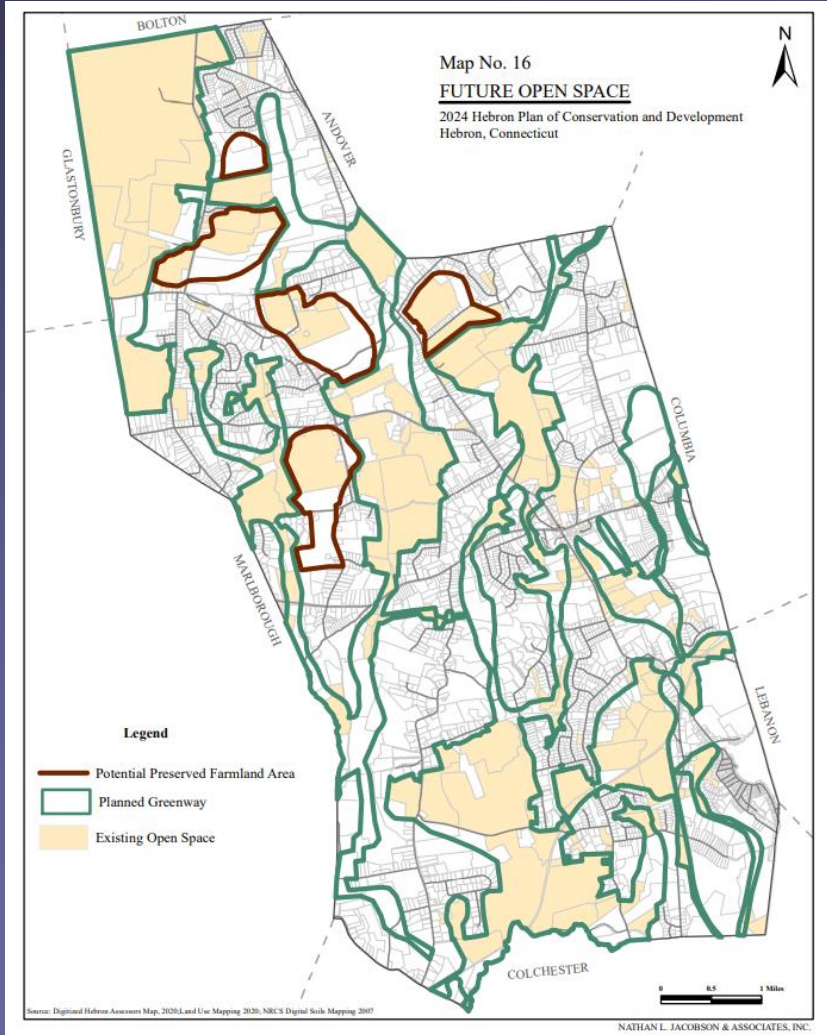 BOLTON
N
Map No. 16
FUTURE OPEN SPACE
2024 Hebron Plan of Conservation and Development
Hebron, Connecticut
ANDOVER
GLASTONBURY
COLUMBIA
MARLBOROUGH
LEBANON
Legend
Potential Preserved Farmland Area
Planned Greenway
Existing Open Space
COLCHESTER
0 0.5 1 Miles
Source: Digitized Hebron Assessors Map, 2020;Land Use Mapping 2020; NRCS Digital Soils Mapping 2007
NATHAN L. JACOBSON & ASSOCIATES, INC.